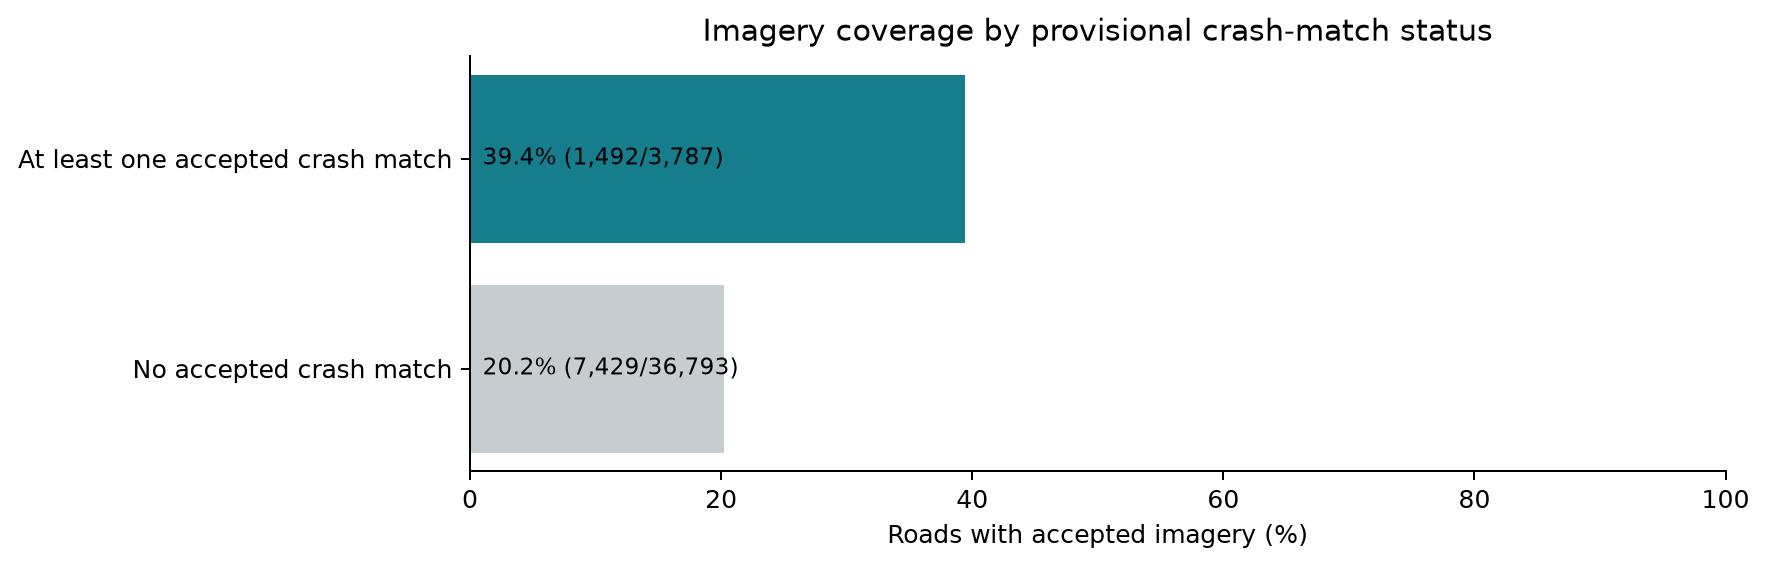 Imagery coverage by provisional crash-match status
At least one accepted crash match
39.4% (1,492/3,787)
No accepted crash match
20.2% (7,429/36,793)
0 20 40 60 80 100
Roads with accepted imagery (%)